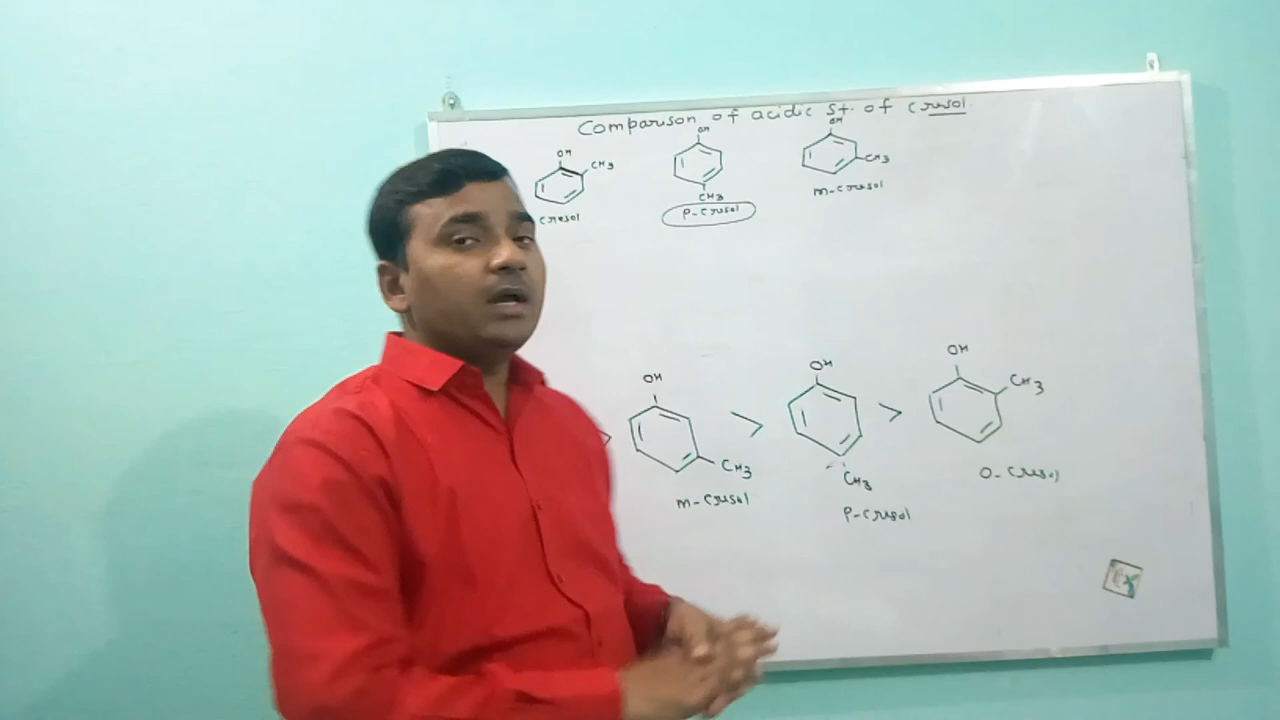 Comparison of acidic St. of cresol.
OH OH OH
CH3 CH3
CH3
cresol p-cresol m-cresol
OH OH OH
> > > CH3
CH3 CH3
m-cresol p-cresol o-cresol